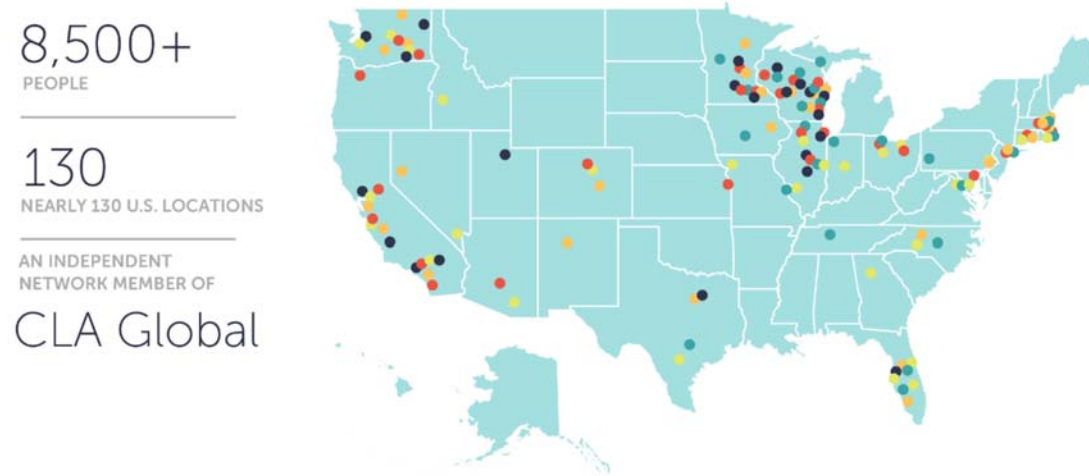 8,500+
PEOPLE
130
NEARLY 130 U.S. LOCATIONS
AN INDEPENDENT
NETWORK MEMBER OF
CLA Global